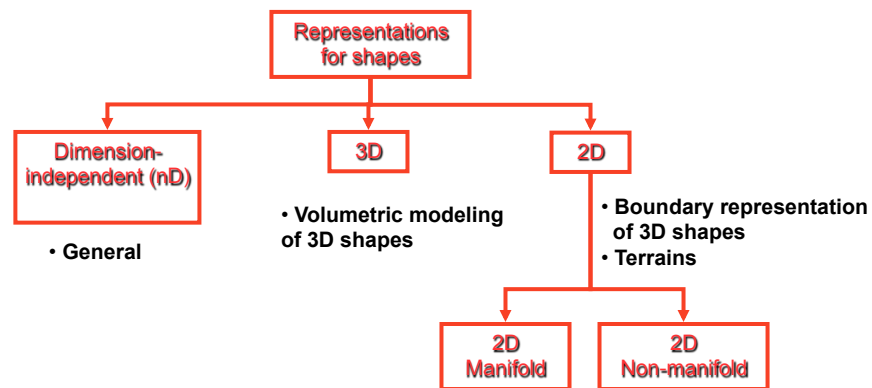 Representations
for shapes
Dimension-
independent (nD)
• General
3D
• Volumetric modeling
of 3D shapes
2D
• Boundary representation
of 3D shapes
• Terrains
2D
Manifold
2D
Non-manifold